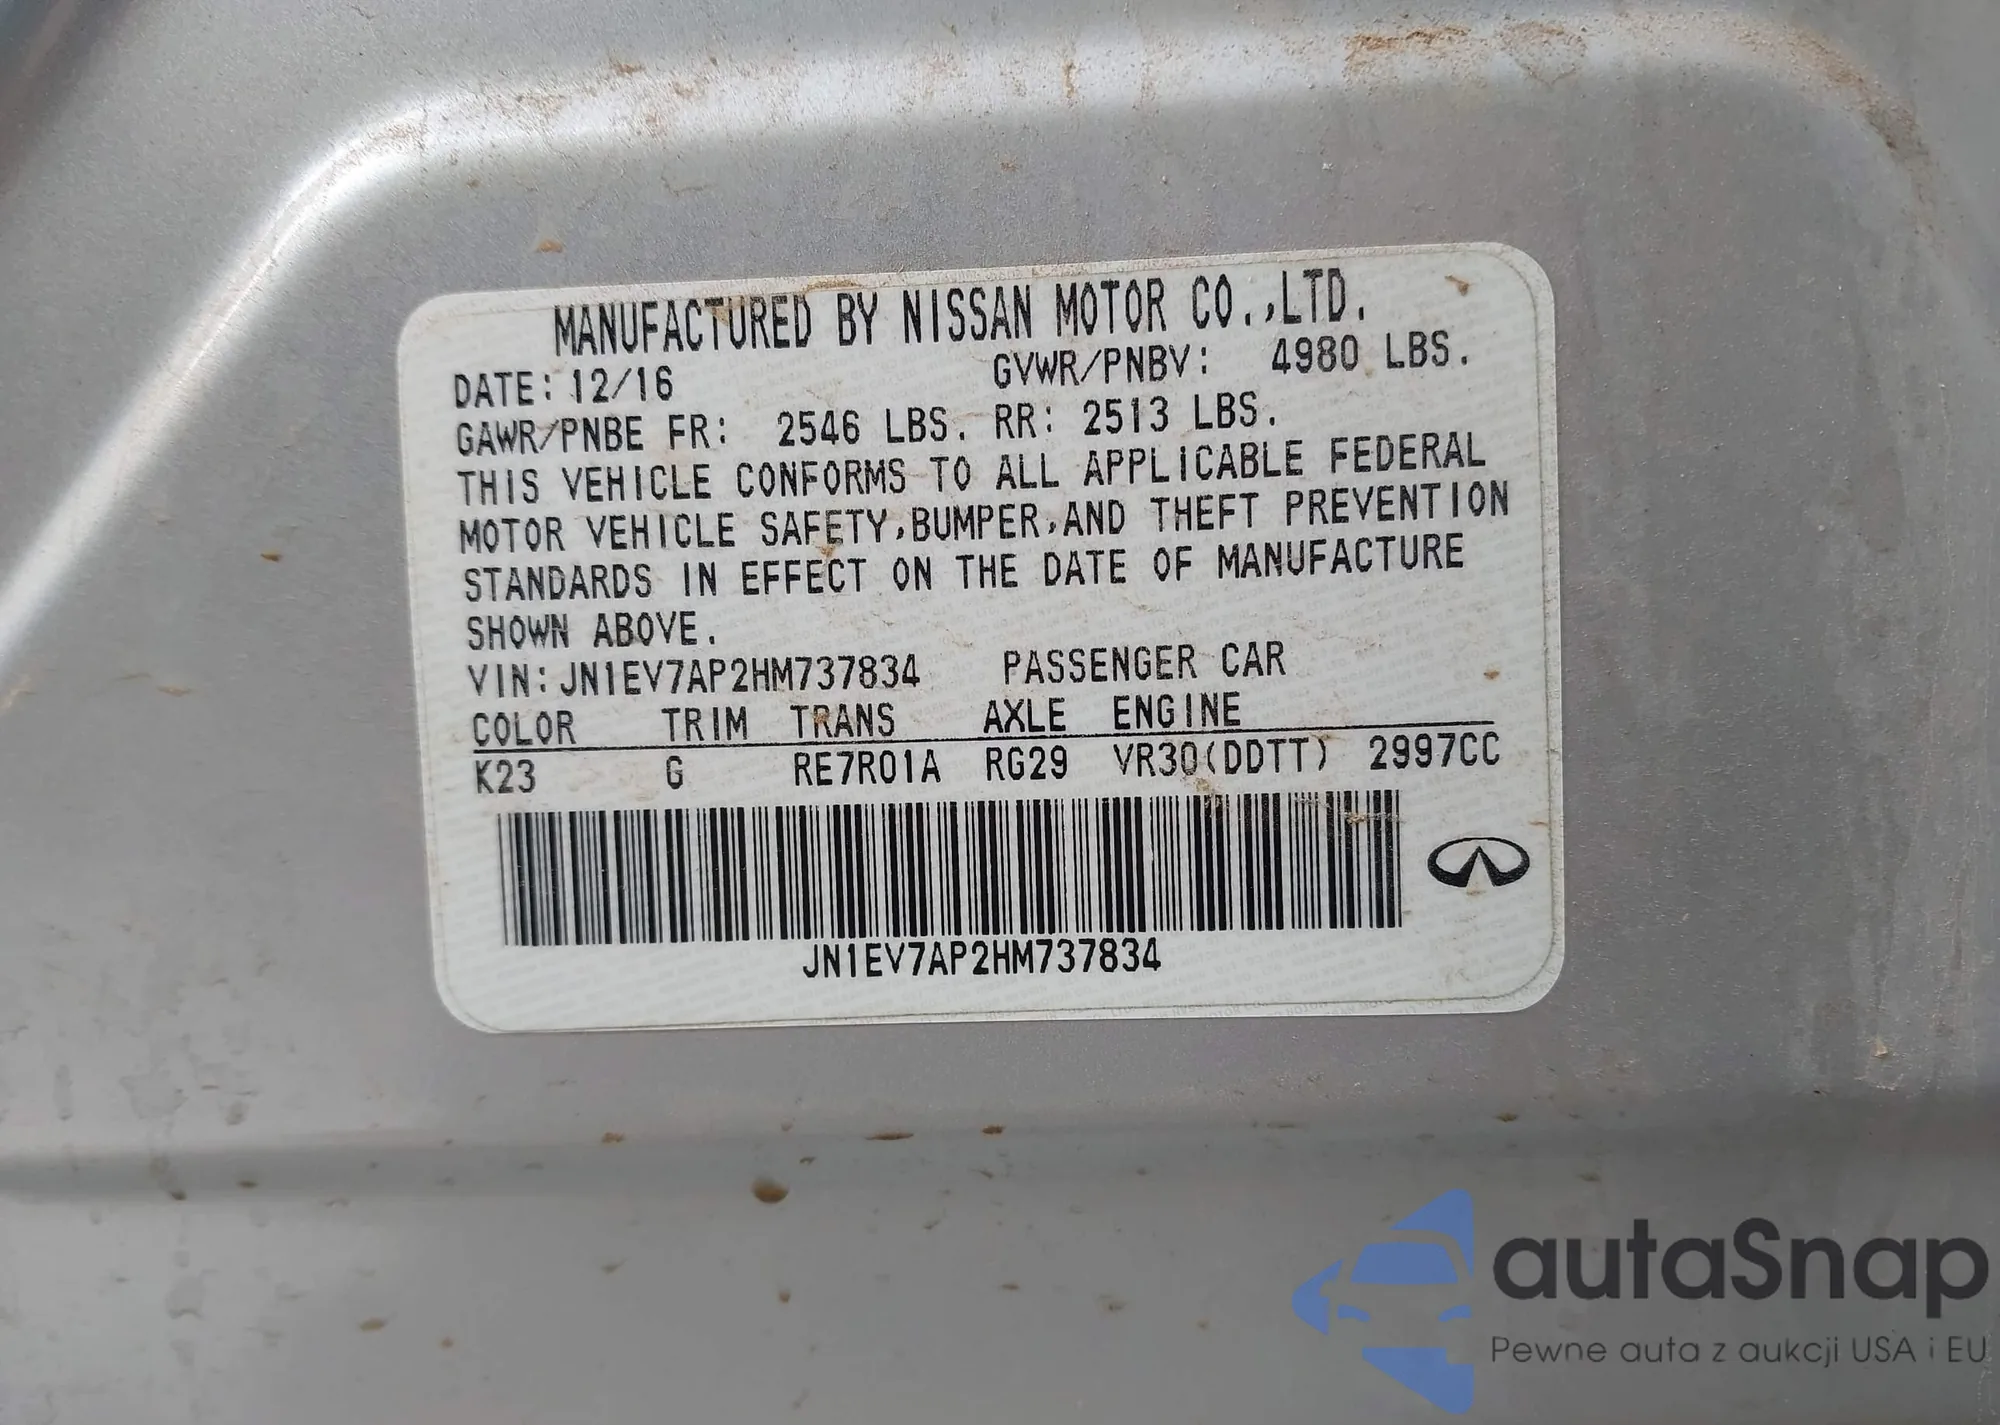 MANUFACTURED BY NISSAN MOTOR CO.,LTD.
DATE: 12/16 GVWR/PNBV: 4980 LBS.
GAWR/PNBE FR: 2546 LBS. RR: 2513 LBS.
THIS VEHICLE CONFORMS TO ALL APPLICABLE FEDERAL
MOTOR VEHICLE SAFETY,BUMPER,AND THEFT PREVENTION
STANDARDS IN EFFECT ON THE DATE OF MANUFACTURE
SHOWN ABOVE.
VIN: JN1EV7AP2HM737834 PASSENGER CAR
COLOR TRIM TRANS AXLE ENGINE
K23 G RE7R01A RG29 VR30(DDTT) 2997CC
JN1EV7AP2HM737834
autaSnap
Pewne auta z aukcji USA i EU